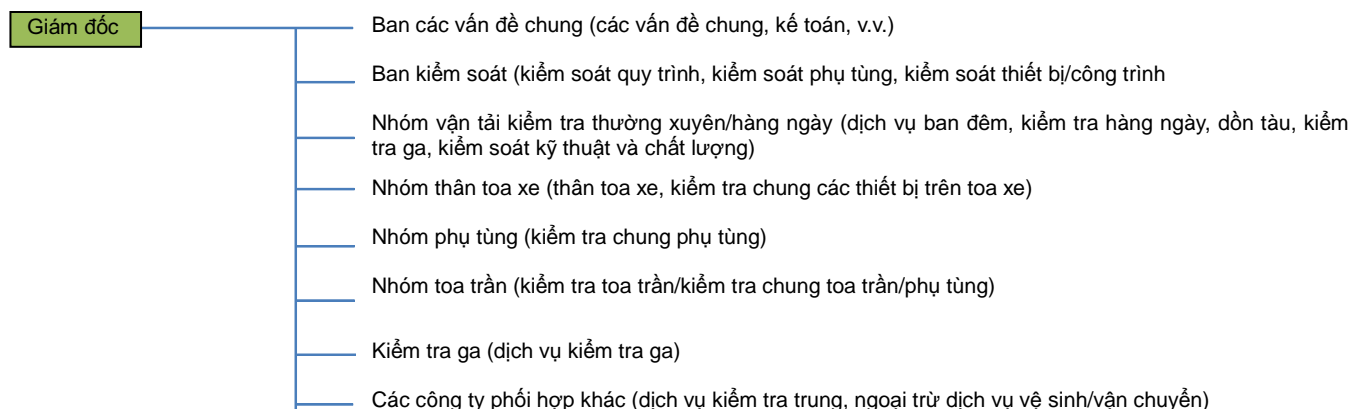 Giám đốc
Ban các vấn đề chung (các vấn đề chung, kế toán, v.v.)
Ban kiểm soát (kiểm soát quy trình, kiểm soát phụ tùng, kiểm soát thiết bị/công trình
Nhóm vận tải kiểm tra thường xuyên/hàng ngày (dịch vụ ban đêm, kiểm tra hàng ngày, dồn tàu, kiểm
tra ga, kiểm soát kỹ thuật và chất lượng)
Nhóm thân toa xe (thân toa xe, kiểm tra chung các thiết bị trên toa xe)
Nhóm phụ tùng (kiểm tra chung phụ tùng)
Nhóm toa trần (kiểm tra toa trần/kiểm tra chung toa trần/phụ tùng)
Kiểm tra ga (dịch vụ kiểm tra ga)
Các công ty phối hợp khác (dịch vụ kiểm tra trung, ngoại trừ dịch vụ vệ sinh/vận chuyển)